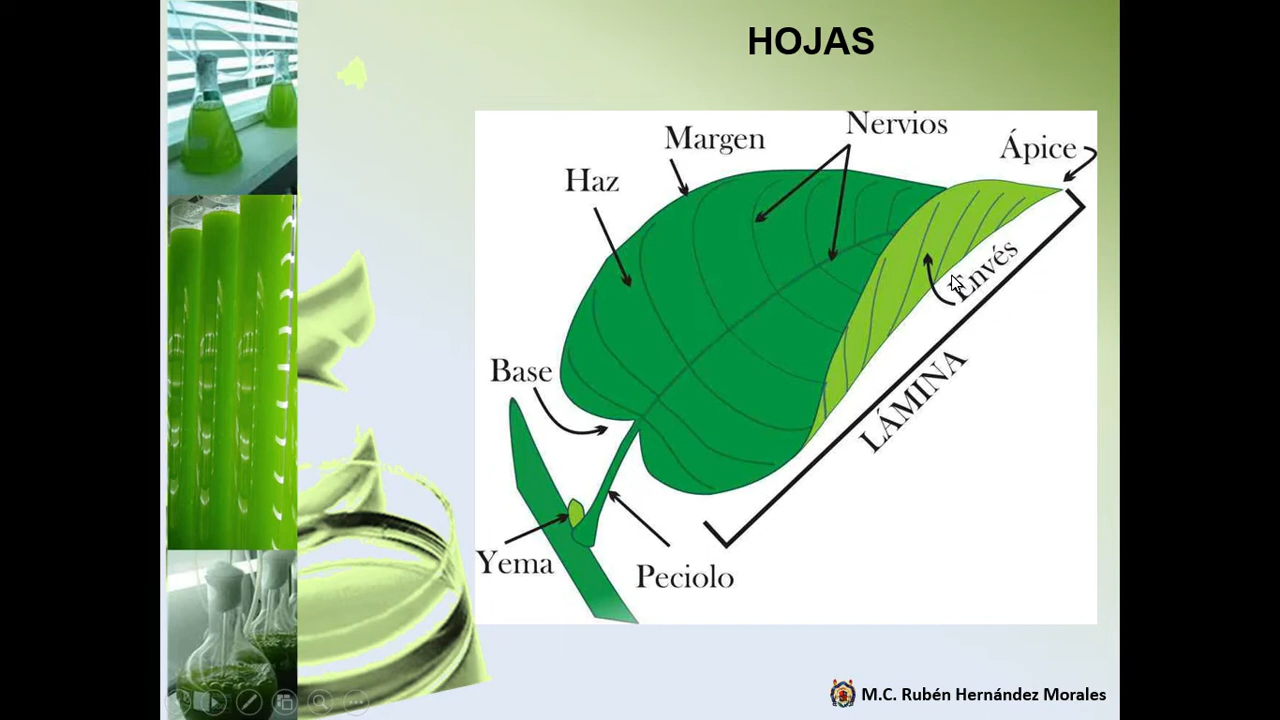 HOJAS
Nervios
Margen
Ápice
Haz
Envés
Base
LÁMINA
Yema
Peciolo
M.C. Rubén Hernández Morales